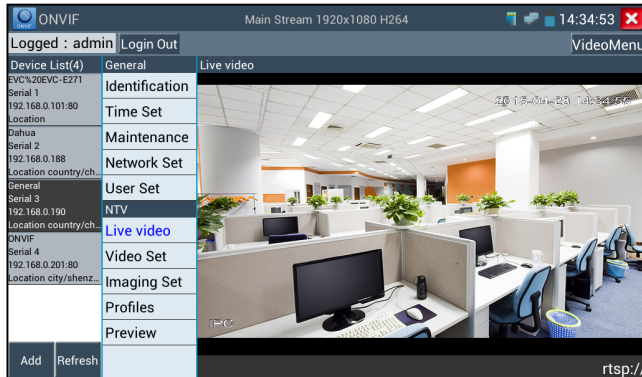 ONVIF
Main Stream 1920x1080 H264
14:34:53
Logged : admin
Login Out
VideoMenu
Device List(4)
EVC%20EVC-E271
Serial 1
192.168.0.101:80
Location
Dahua
Serial 2
192.168.0.188
Location country/ch...
General
Serial 3
192.168.0.190
Location country/ch...
ONVIF
Serial 4
192.168.0.201:80
Location city/shenz...
Add
Refresh
General
Identification
Time Set
Maintenance
Network Set
User Set
NTV
Live video
Video Set
Imaging Set
Profiles
Preview
Live video
IPC
rtsp:/